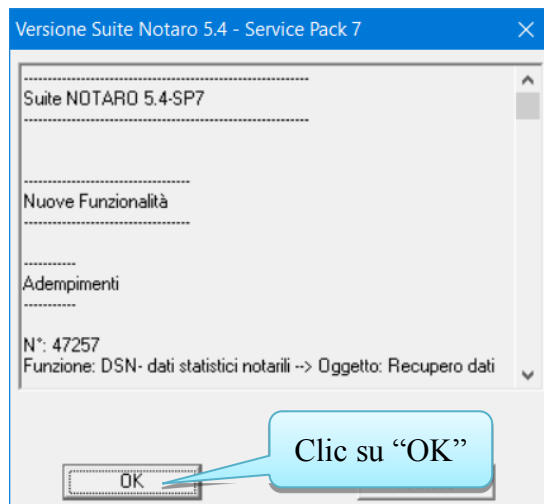 Versione Suite Notaro 5.4 - Service Pack 7
------------------------------------------------------------
Suite NOTARO 5.4-SP7
------------------------------------------------------------
-----------------------------------
Nuove Funzionalità
-----------------------------------
-----------
Adempimenti
-----------
N°: 47257
Funzione: DSN- dati statistici notarili --> Oggetto: Recupero dati
Clic su “OK”
OK